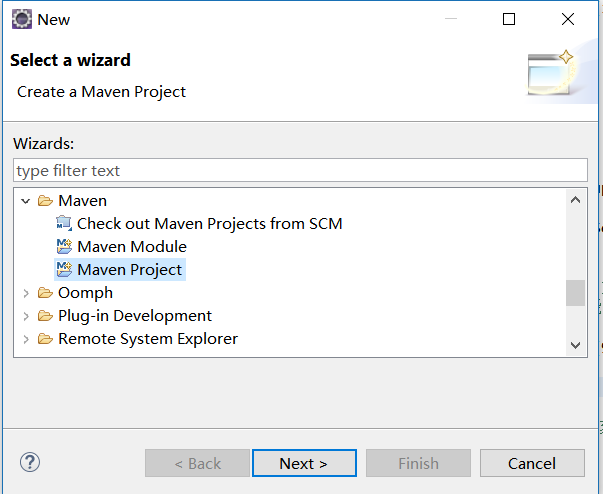 New
Select a wizard
Create a Maven Project
Wizards:
type filter text
Maven
Check out Maven Projects from SCM
Maven Module
Maven Project
Oomph
Plug-in Development
Remote System Explorer
< Back
Next >
Finish
Cancel